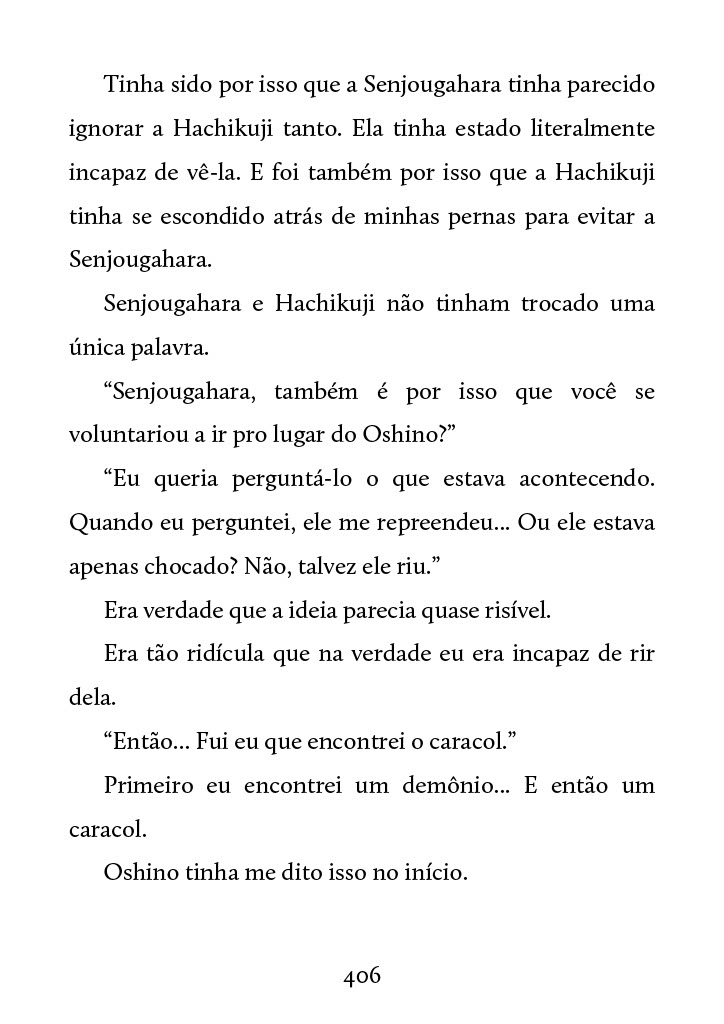 Tinha sido por isso que a Senjougahara tinha parecido
ignorar a Hachikuji tanto. Ela tinha estado literalmente
incapaz de vê-la. E foi também por isso que a Hachikuji
tinha se escondido atrás de minhas pernas para evitar a
Senjougahara.
Senjougahara e Hachikuji não tinham trocado uma
única palavra.
“Senjougahara, também é por isso que você se
voluntariou a ir pro lugar do Oshino?”
“Eu queria perguntá-lo o que estava acontecendo.
Quando eu perguntei, ele me repreendeu... Ou ele estava
apenas chocado? Não, talvez ele riu.”
Era verdade que a ideia parecia quase risível.
Era tão ridícula que na verdade eu era incapaz de rir
dela.
“Então... Fui eu que encontrei o caracol.”
Primeiro eu encontrei um demônio... E então um
caracol.
Oshino tinha me dito isso no início.
406